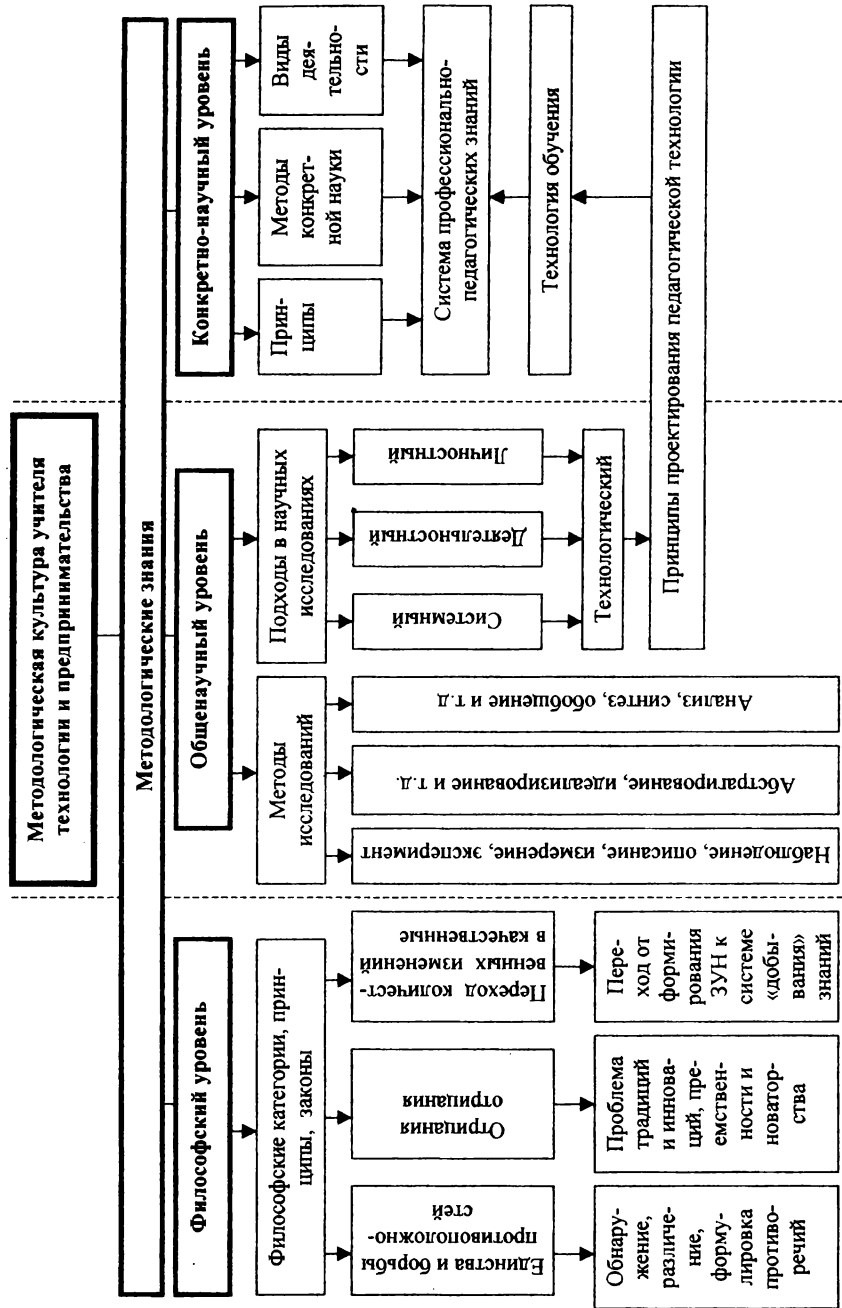 Методологическая культура учителя
технологии и предпринимательства
Методологические знания
Философский уровень
Философские категории, прин-
ципы, законы
Единства и борьбы
противоположно-
стей
Отрицания
отрицания
Переход количест-
венных изменений
в качественные
Обнару-
жение,
различе-
ние,
форму-
лировка
противо-
речий
Проблема
традиций
и иннова-
ций, пре-
емствен-
ности и
новатор-
ства
Пере-
ход от
форми-
рования
ЗУН к
системе
«добы-
вания»
знаний
Общенаучный уровень
Методы
исследований
Наблюдение, описание, измерение, эксперимент
Абстрагирование, идеализирование и т.д.
Анализ, синтез, обобщение и т.д
Подходы в научных
исследованиях
Системный
Деятельностный
Личностный
Технологический
Конкретно-научный уровень
Прин-
ципы
Методы
конкрет-
ной науки
Виды
дея-
тельно-
сти
Система профессионально-
педагогических знаний
Технология обучения
Принципы проектирования педагогической технологии